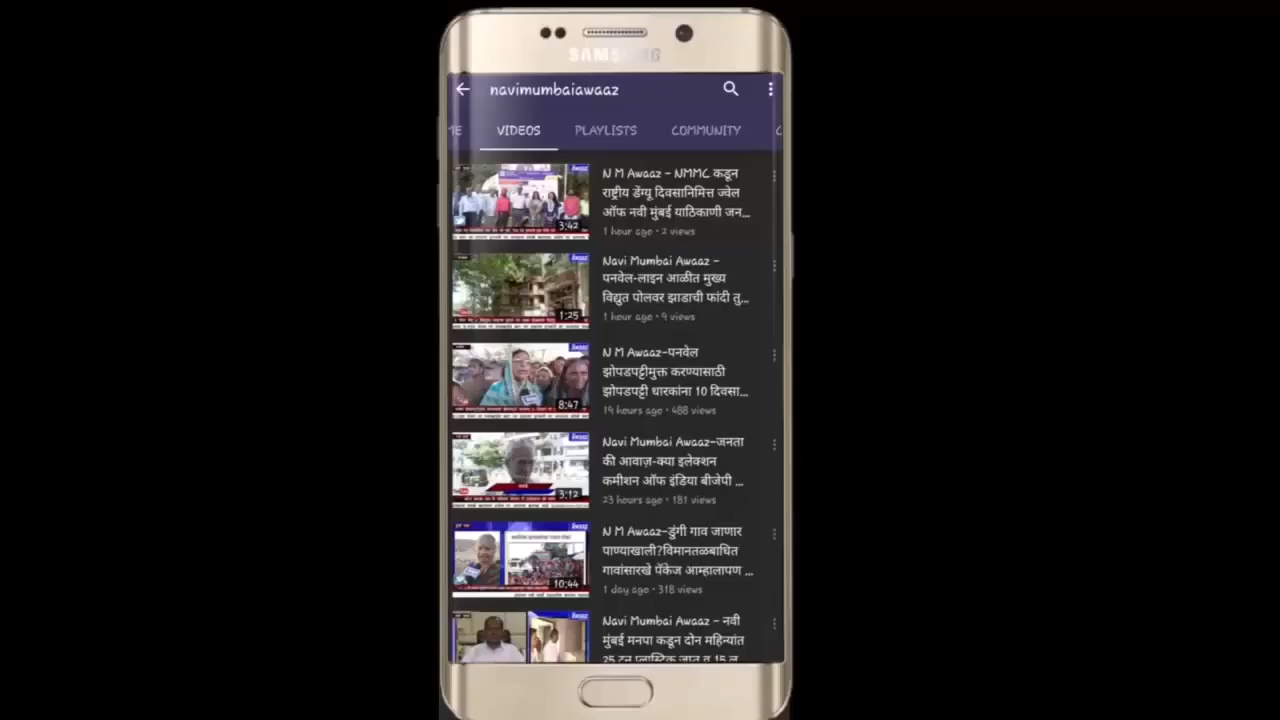 SAMSUNG
navimumbaiawaaz
VIDEOS
PLAYLISTS
COMMUNITY
N M Awaaz - NMMC कडून
राष्ट्रीय डेंग्यू दिवसानिमित्त ज्वेल
ऑफ नवी मुंबई याठिकाणी जन...
1 hour ago • 2 views
3:42
Navi Mumbai Awaaz -
पनवेल-लाइन आळीत मुख्य
विद्युत पोलवर झाडाची फांदी तु...
1 hour ago • 9 views
1:25
N M Awaaz-पनवेल
झोपडपट्टीमुक्त करण्यासाठी
झोपडपट्टी धारकांना 10 दिवसा...
19 hours ago • 488 views
8:47
Navi Mumbai Awaaz-जनता
की आवाज़-क्या इलेक्शन
कमीशन ऑफ इंडिया बीजेपी ...
23 hours ago • 181 views
3:12
N M Awaaz-डुंगी गाव जाणार
पाण्याखाली?विमानतळबाधित
गावांसारखे पॅकेज आम्हालापण ...
1 day ago • 318 views
10:44
Navi Mumbai Awaaz - नवी
मुंबई मनपा कडून दोन महिन्यांत
25 टन प्लास्टिक जप्त व 15 ल